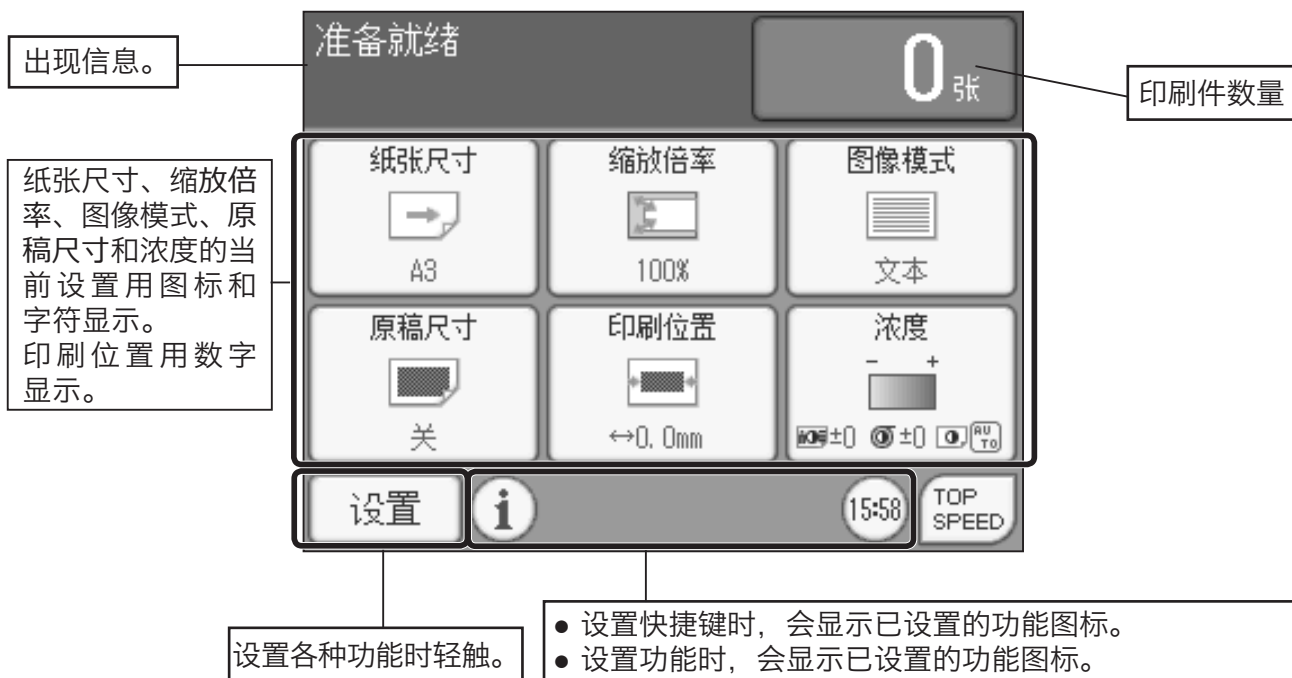 准备就绪
0张
出现信息。
印刷件数量
纸张尺寸、缩放倍
率、图像模式、原
稿尺寸和浓度的当
前设置用图标和
字符显示。
印刷位置用数字
显示。
纸张尺寸
A3
缩放倍率
100%
图像模式
文本
原稿尺寸
关
印刷位置
↔0.0mm
浓度
- +
±0 ±0 AUTO
设置
i
15:58
TOP
SPEED
设置各种功能时轻触。
● 设置快捷键时，会显示已设置的功能图标。
● 设置功能时，会显示已设置的功能图标。